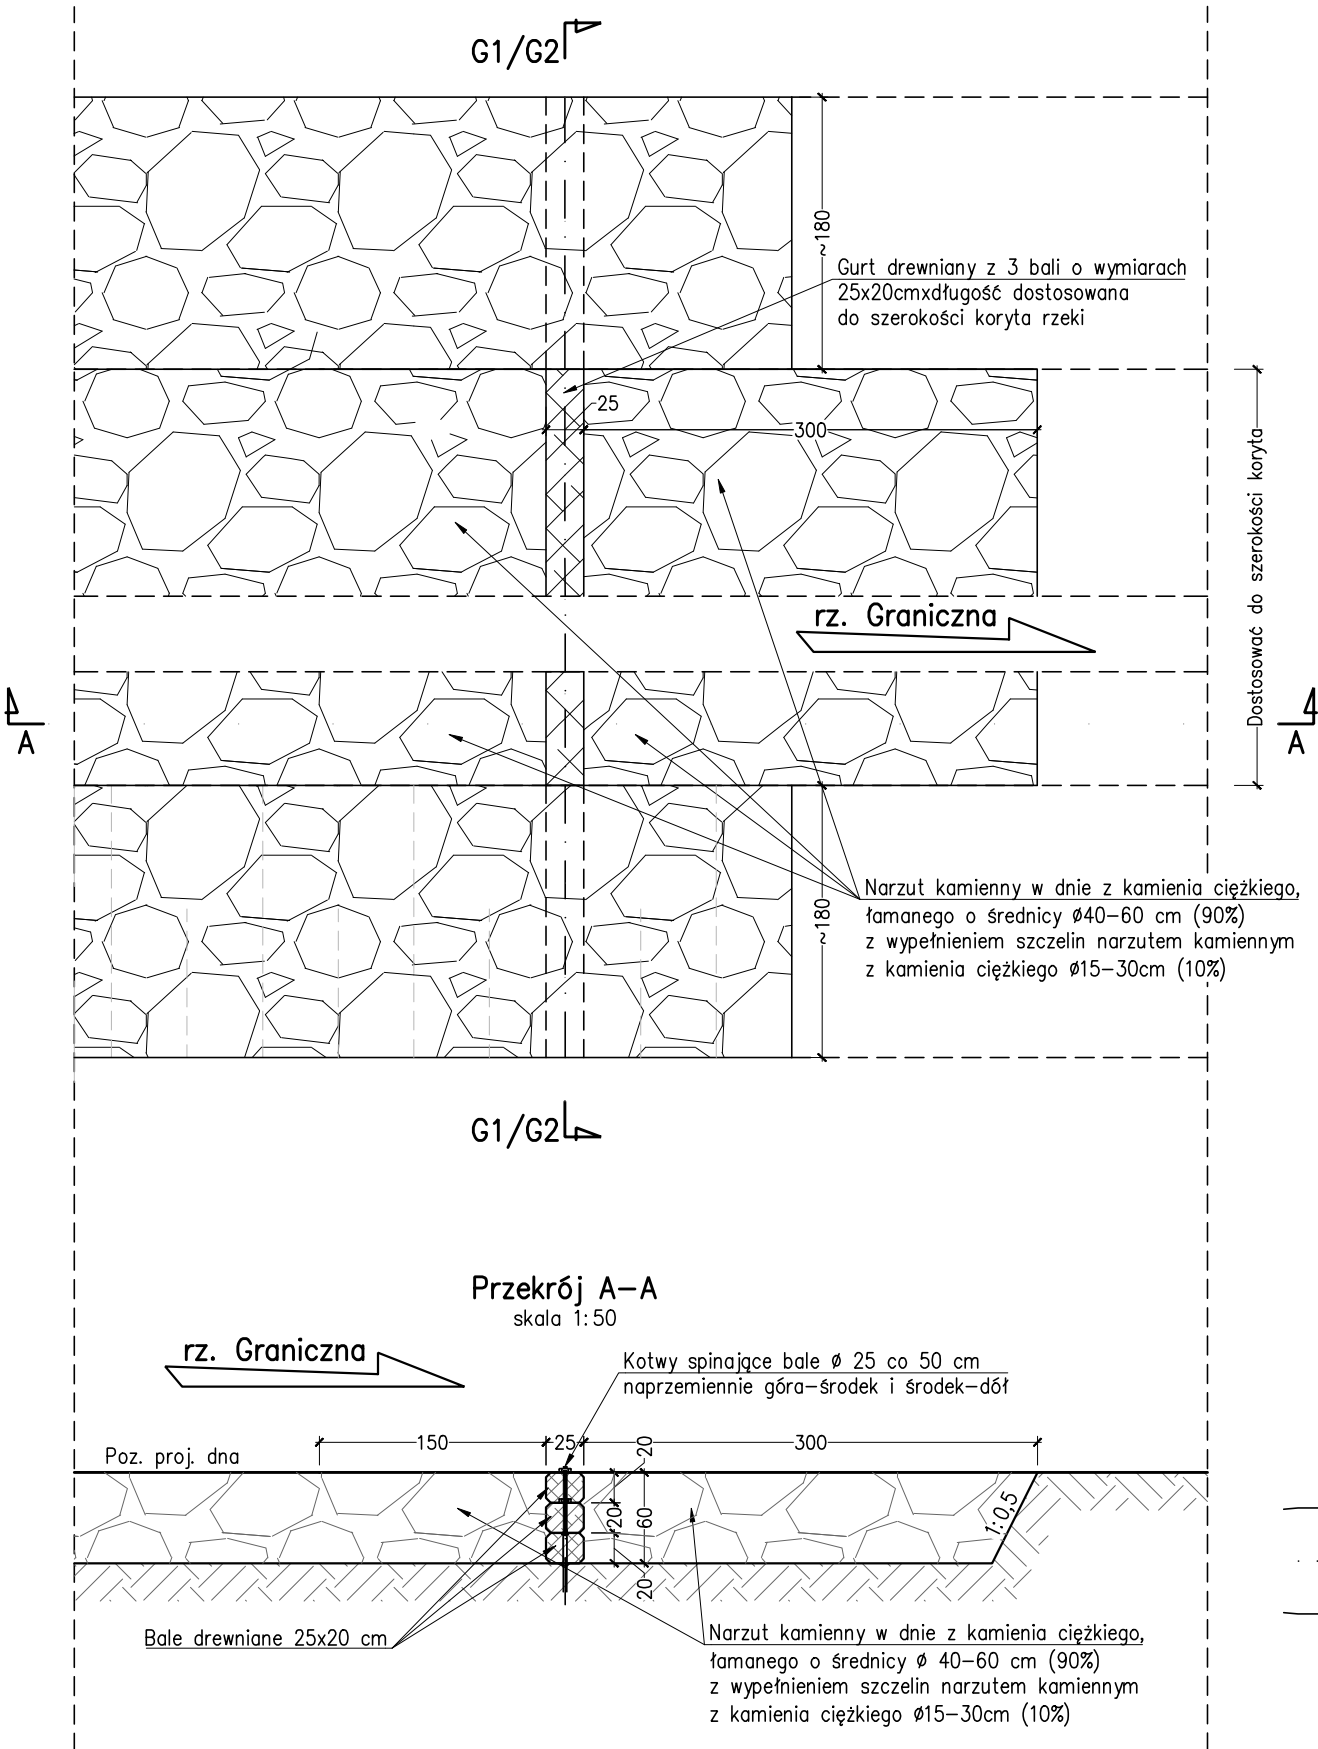 G1/G2
~180
Gurt drewniany z 3 bali o wymiarach
25x20cmxdługość dostosowana
do szerokości koryta rzeki
25
300
Dostosować do szerokości koryta
rz. Graniczna
A
A
Narzut kamienny w dnie z kamienia ciężkiego,
łamanego o średnicy Ø40-60 cm (90%)
z wypełnieniem szczelin narzutem kamiennym
z kamienia ciężkiego Ø15-30cm (10%)
~180
G1/G2
Przekrój A-A
skala 1:50
rz. Graniczna
Kotwy spinające bale Ø 25 co 50 cm
naprzemiennie góra-środek i środek-dół
Poz. proj. dna
150
25
20
300
20
60
20
1:0,5
Bale drewniane 25x20 cm
Narzut kamienny w dnie z kamienia ciężkiego,
łamanego o średnicy Ø 40-60 cm (90%)
z wypełnieniem szczelin narzutem kamiennym
z kamienia ciężkiego Ø15-30cm (10%)